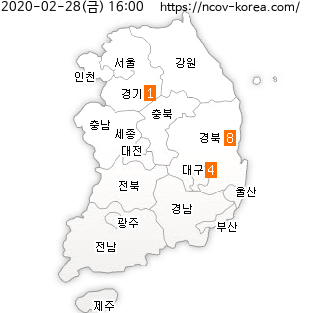 2020-02-28(금) 16:00 https://ncov-korea.com/
서울
강원
인천
경기 1
충북
충남
세종
경북 8
대전
대구 4
전북
울산
경남
광주
부산
전남
제주